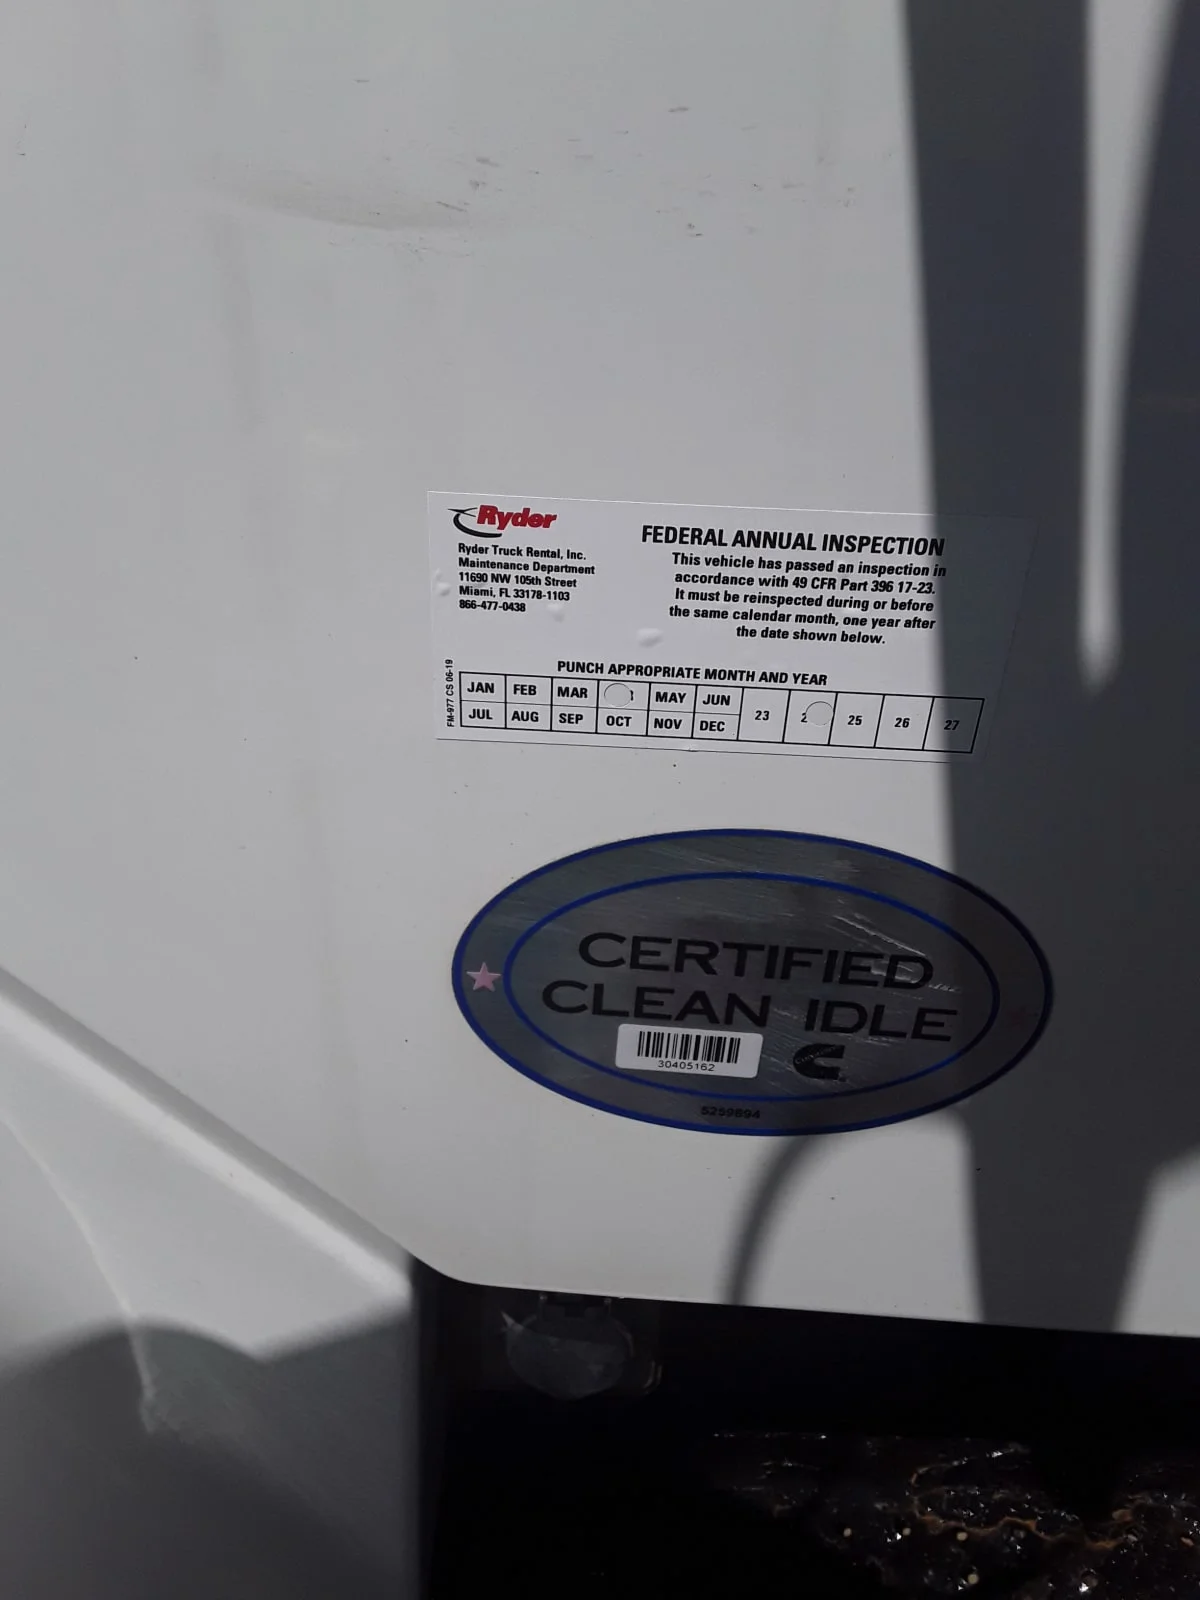 Ryder
Ryder Truck Rental, Inc.
Maintenance Department
11690 NW 105th Street
Miami, FL 33178-1103
866-477-0438
FEDERAL ANNUAL INSPECTION
This vehicle has passed an inspection in
accordance with 49 CFR Part 396 17-23.
It must be reinspected during or before
the same calendar month, one year after
the date shown below.
PUNCH APPROPRIATE MONTH AND YEAR
FM-977 CS 06-19
JAN FEB MAR MAY JUN
JUL AUG SEP OCT NOV DEC
23 2 25 26 27
CERTIFIED
CLEAN IDLE
30405162
5259894